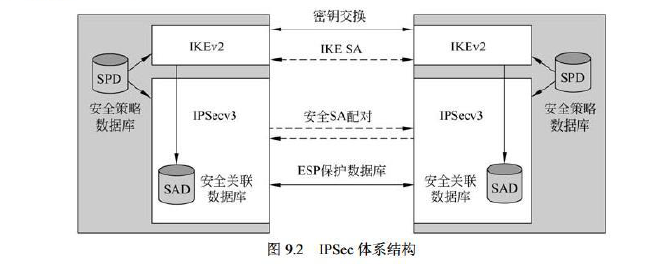 密钥交换
IKEv2
IKE SA
IKEv2
SPD
安全策略
数据库
SPD
安全策略
数据库
IPSecv3
安全SA配对
IPSecv3
SAD
安全关联
数据库
ESP保护数据库
安全关联
数据库
SAD
图 9.2 IPSec 体系结构